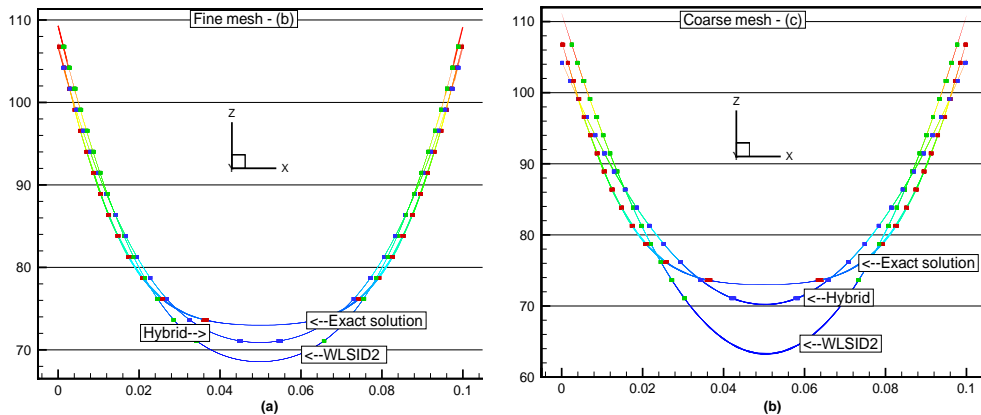 Fine mesh - (b)
110
100
90
80
70
Z
X
Y
Hybrid-->
<--Exact solution
<--WLSID2
0
0.02
0.04
0.06
0.08
0.1
(a)
Coarse mesh - (c)
110
100
90
80
70
60
Z
X
Y
<--Exact solution
<--Hybrid
<--WLSID2
0
0.02
0.04
0.06
0.08
0.1
(b)